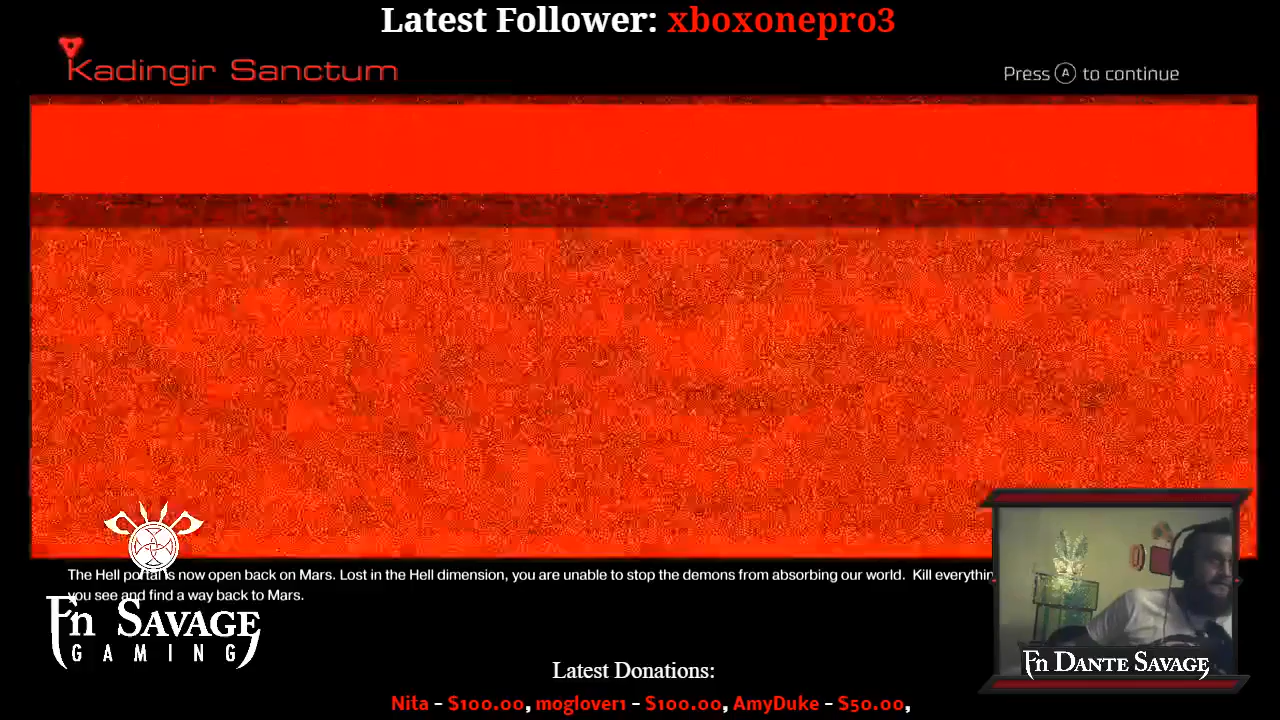 Latest Follower: xboxonepro3
Kadingir Sanctum
Press A to continue
The Hell portal is now open back on Mars. Lost in the Hell dimension, you are unable to stop the demons from absorbing our world. Kill everythin
you see and find a way back to Mars.
Fn Savage
GAMING
Fn Dante Savage
Latest Donations:
Nita - $100.00, moglover1 - $100.00, AmyDuke - $50.00,